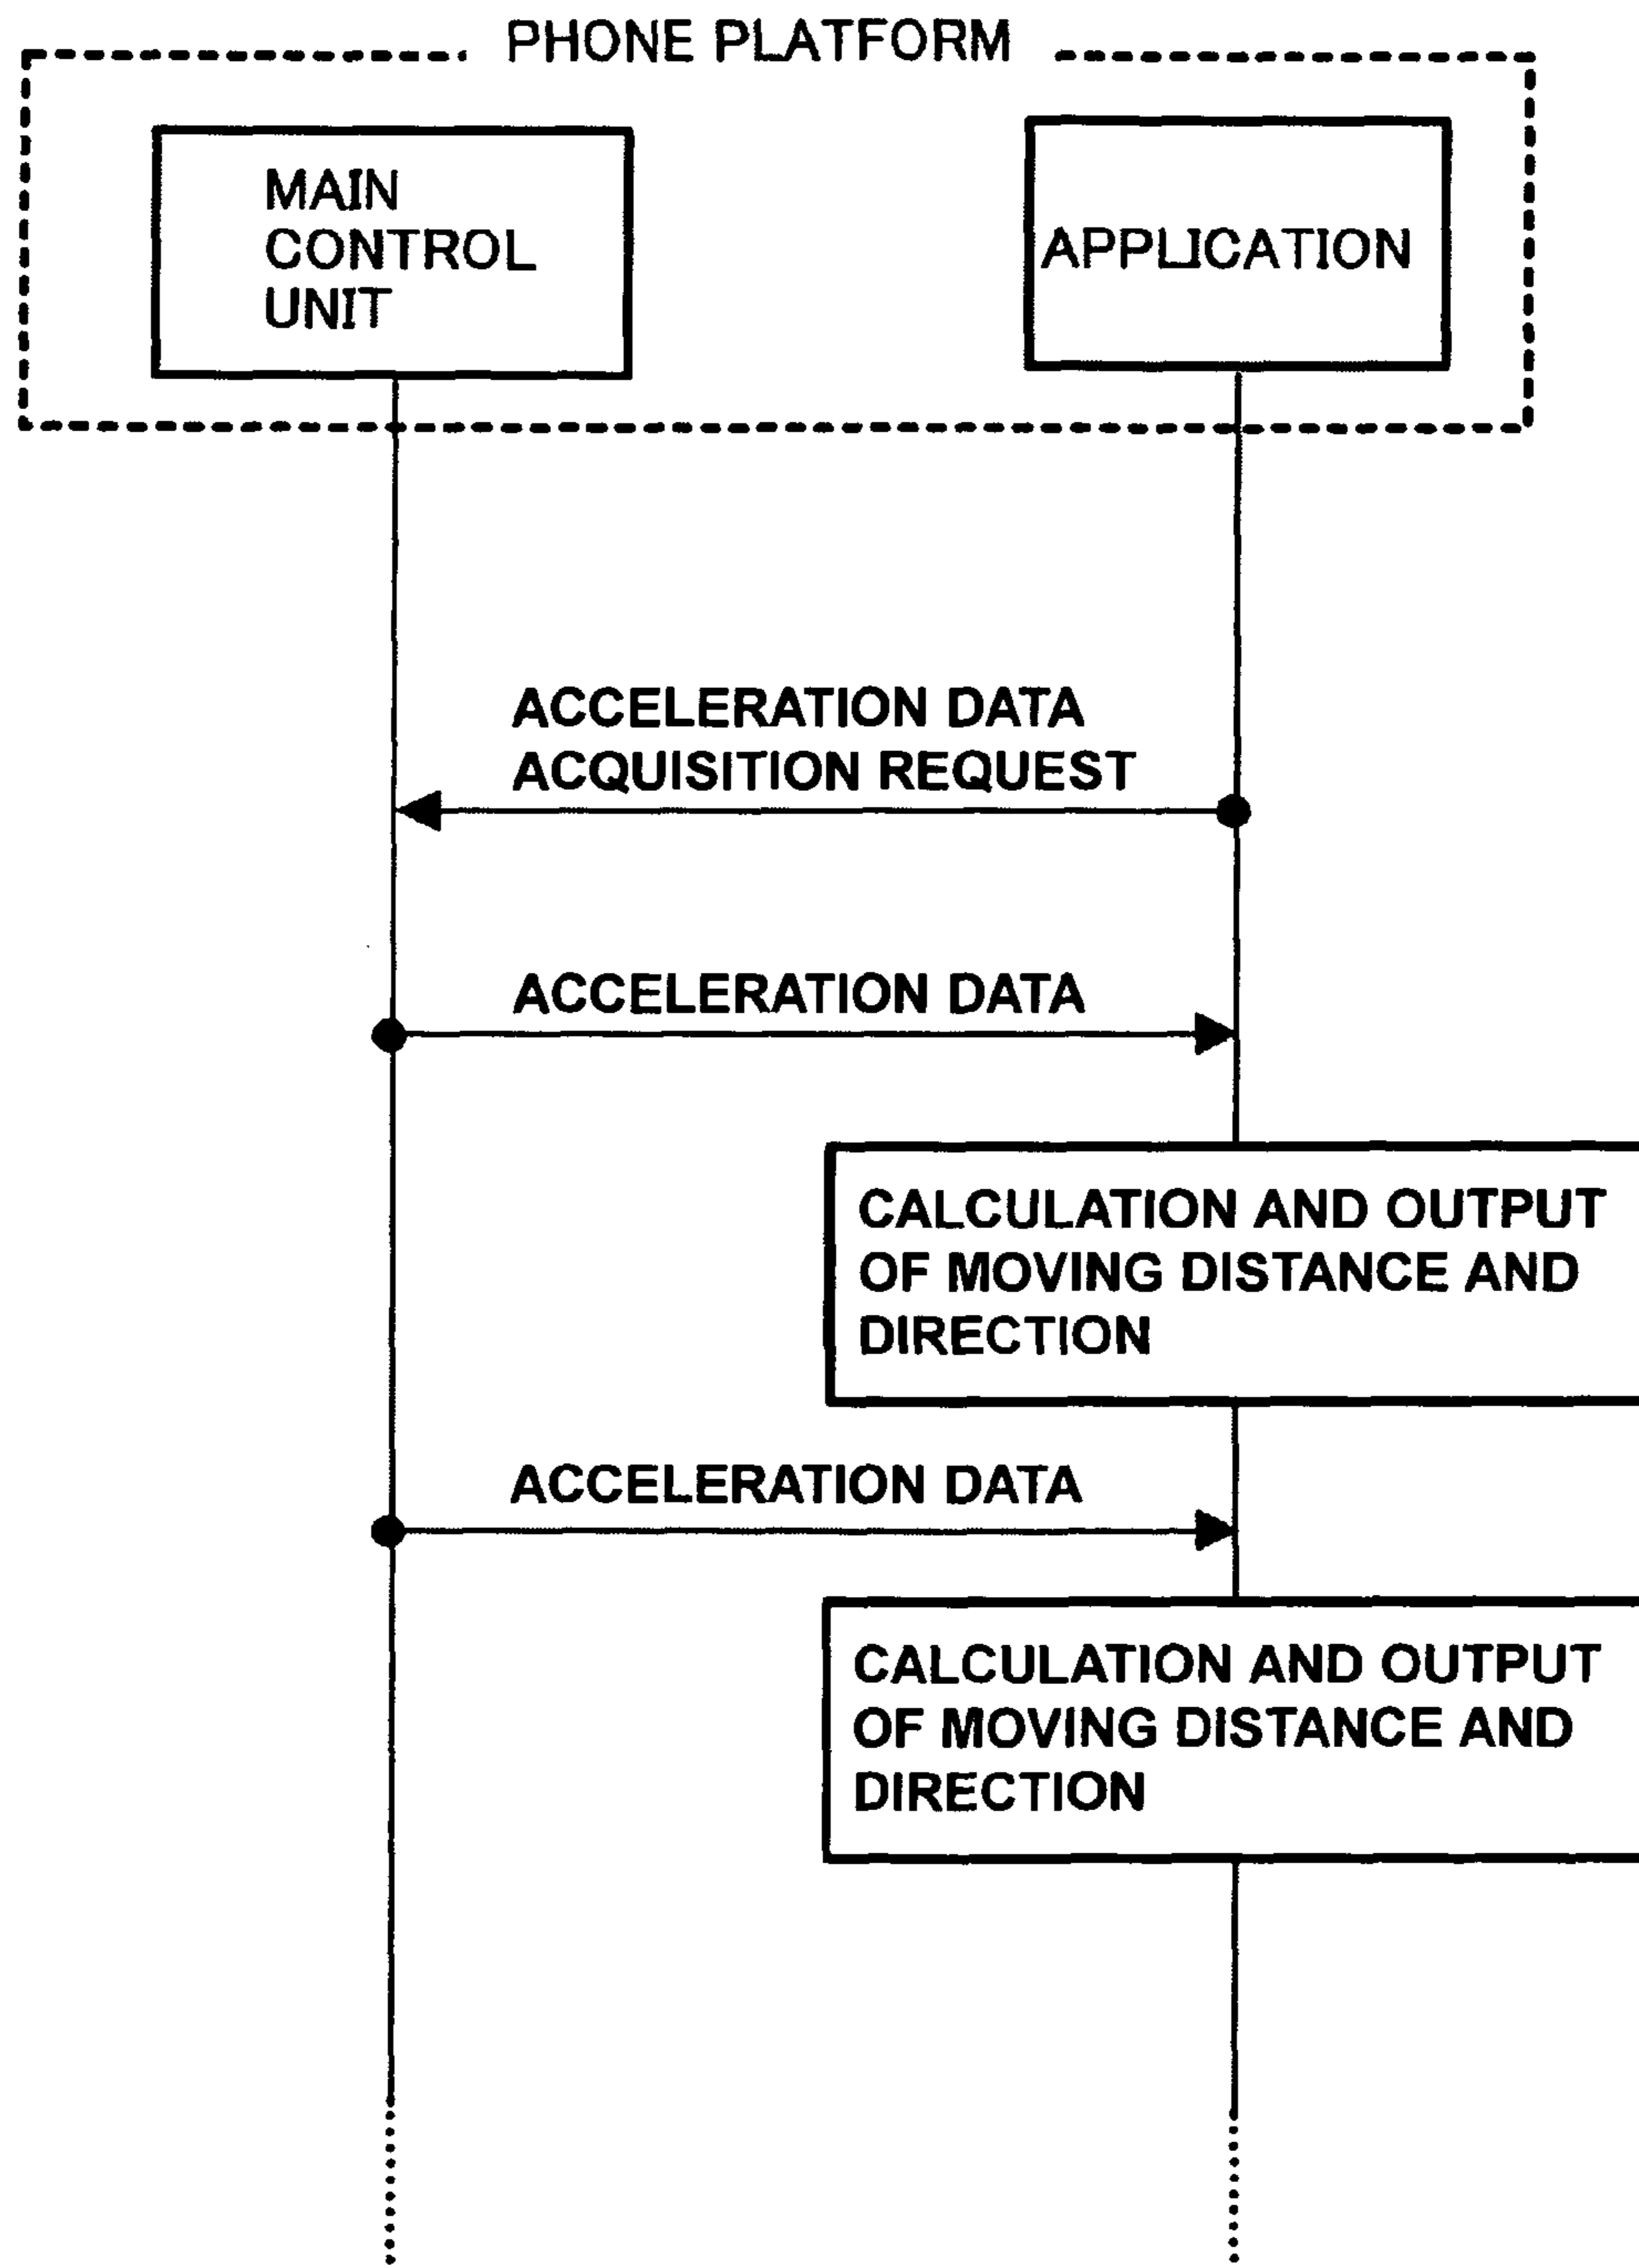 PHONE PLATFORM
MAIN
CONTROL
UNIT
APPLICATION
ACCELERATION DATA
ACQUISITION REQUEST
ACCELERATION DATA
CALCULATION AND OUTPUT
OF MOVING DISTANCE AND
DIRECTION
ACCELERATION DATA
CALCULATION AND OUTPUT
OF MOVING DISTANCE AND
DIRECTION